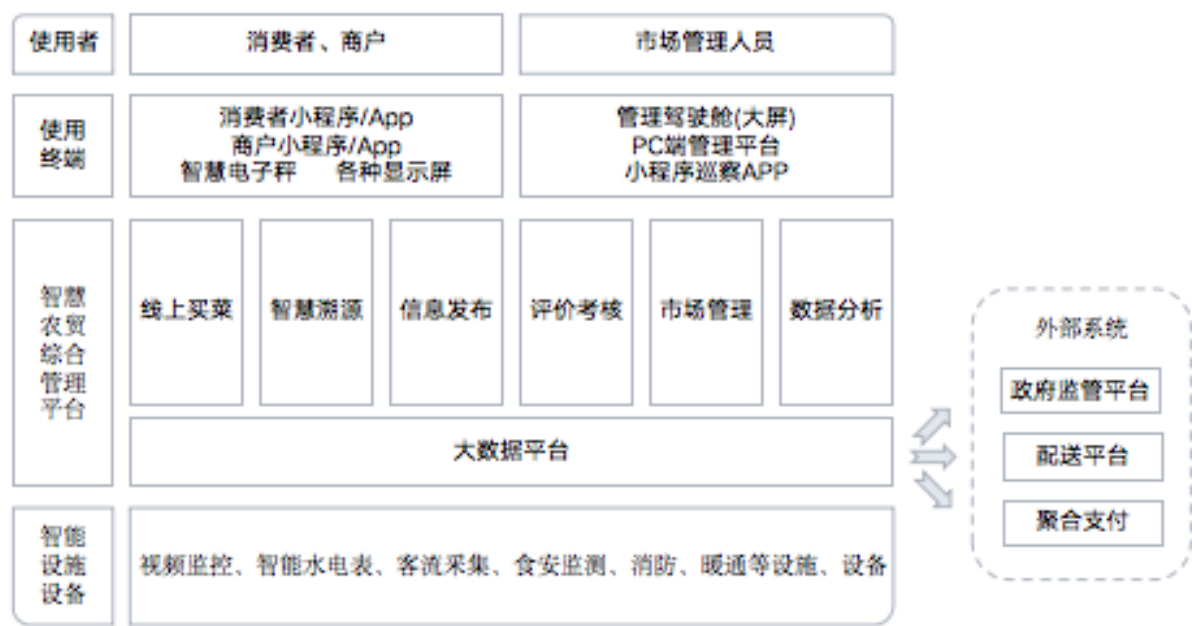 使用者
消费者、商户
市场管理人员
使用
终端
消费者小程序/App
商户小程序/App
智慧电子秤 各种显示屏
管理驾驶舱(大屏)
PC端管理平台
小程序巡察APP
智慧
农贸
综合
管理
平台
线上买菜
智慧溯源
信息发布
评价考核
市场管理
数据分析
大数据平台
智能
设施
设备
视频监控、智能水电表、客流采集、食安监测、消防、暖通等设施、设备
外部系统
政府监管平台
配送平台
聚合支付